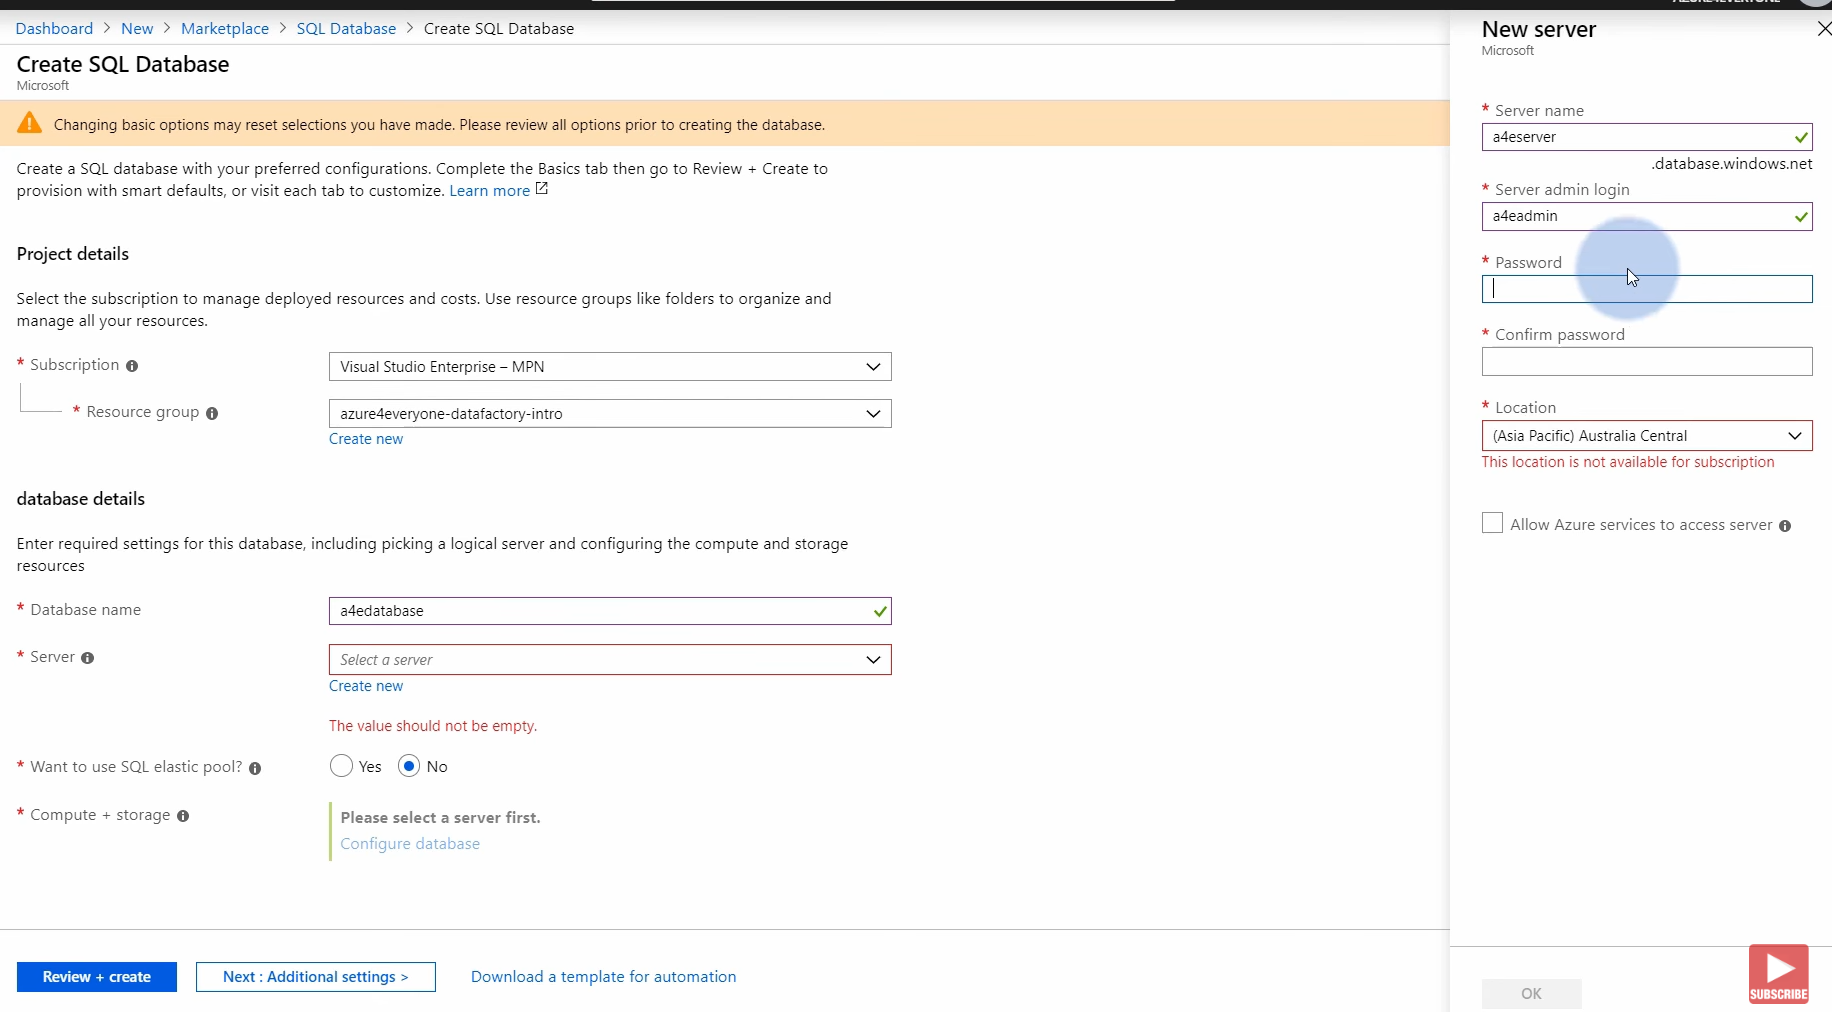 AZURE4EVERYONE
Dashboard > New > Marketplace > SQL Database > Create SQL Database
Create SQL Database
Microsoft
Changing basic options may reset selections you have made. Please review all options prior to creating the database.
Create a SQL database with your preferred configurations. Complete the Basics tab then go to Review + Create to
provision with smart defaults, or visit each tab to customize. Learn more
Project details
Select the subscription to manage deployed resources and costs. Use resource groups like folders to organize and
manage all your resources.
* Subscription
Visual Studio Enterprise – MPN
* Resource group
azure4everyone-datafactory-intro
Create new
database details
Enter required settings for this database, including picking a logical server and configuring the compute and storage
resources
* Database name
a4edatabase
* Server
Select a server
Create new
The value should not be empty.
* Want to use SQL elastic pool?
Yes No
* Compute + storage
Please select a server first.
Configure database
Review + create
Next : Additional settings >
Download a template for automation
New server
Microsoft
* Server name
a4eserver
.database.windows.net
* Server admin login
a4eadmin
* Password
* Confirm password
* Location
(Asia Pacific) Australia Central
This location is not available for subscription
Allow Azure services to access server
OK
SUBSCRIBE